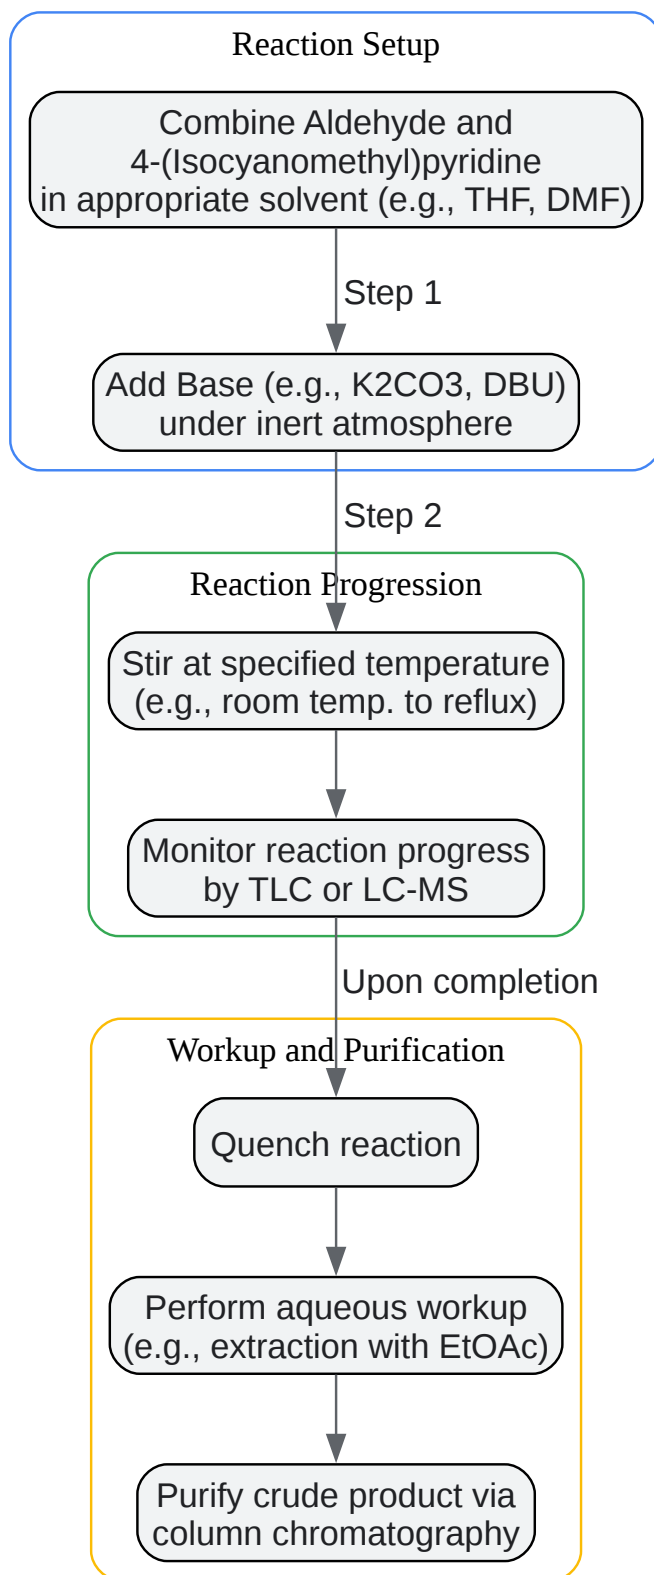 Reaction Setup
Combine Aldehyde and
4-(Isocyanomethyl)pyridine
in appropriate solvent (e.g., THF, DMF)
Step 1
Add Base (e.g., K2CO3, DBU)
under inert atmosphere
Step 2
Reaction Progression
Stir at specified temperature
(e.g., room temp. to reflux)
Monitor reaction progress
by TLC or LC-MS
Upon completion
Workup and Purification
Quench reaction
Perform aqueous workup
(e.g., extraction with EtOAc)
Purify crude product via
column chromatography